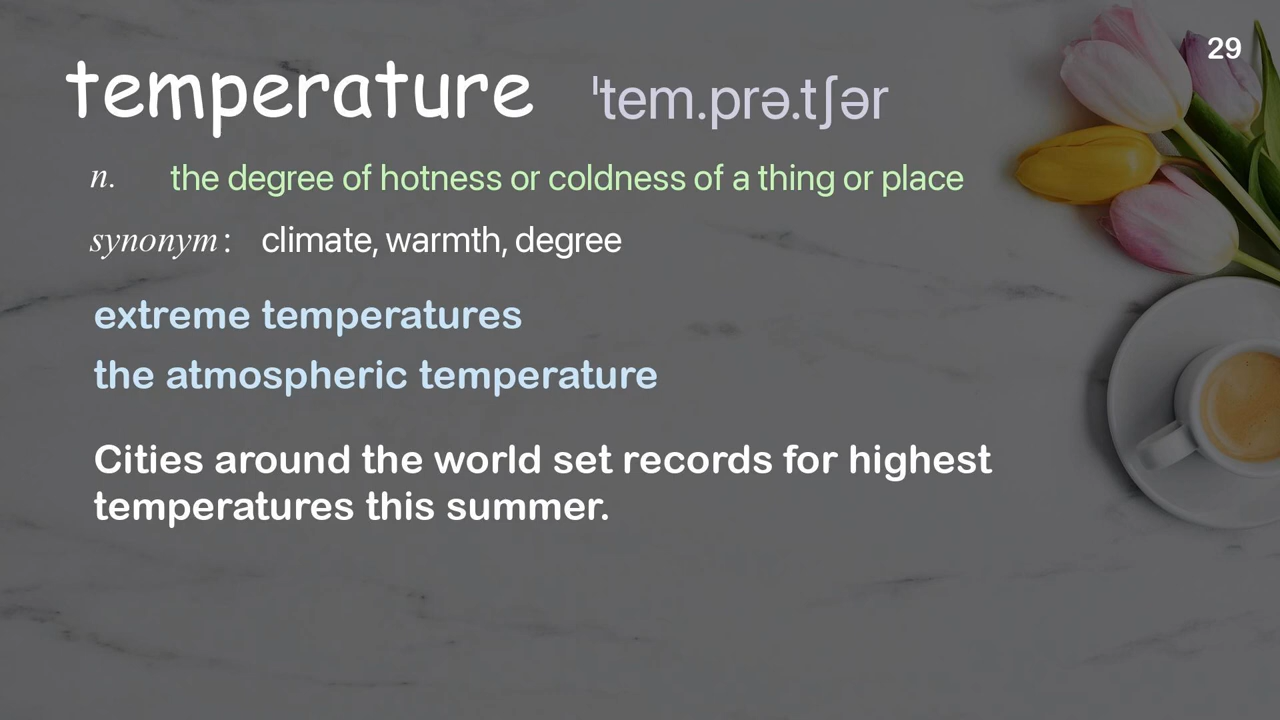 29
temperature ˈtem.prə.tʃər
n. the degree of hotness or coldness of a thing or place
synonym: climate, warmth, degree
extreme temperatures
the atmospheric temperature
Cities around the world set records for highest
temperatures this summer.